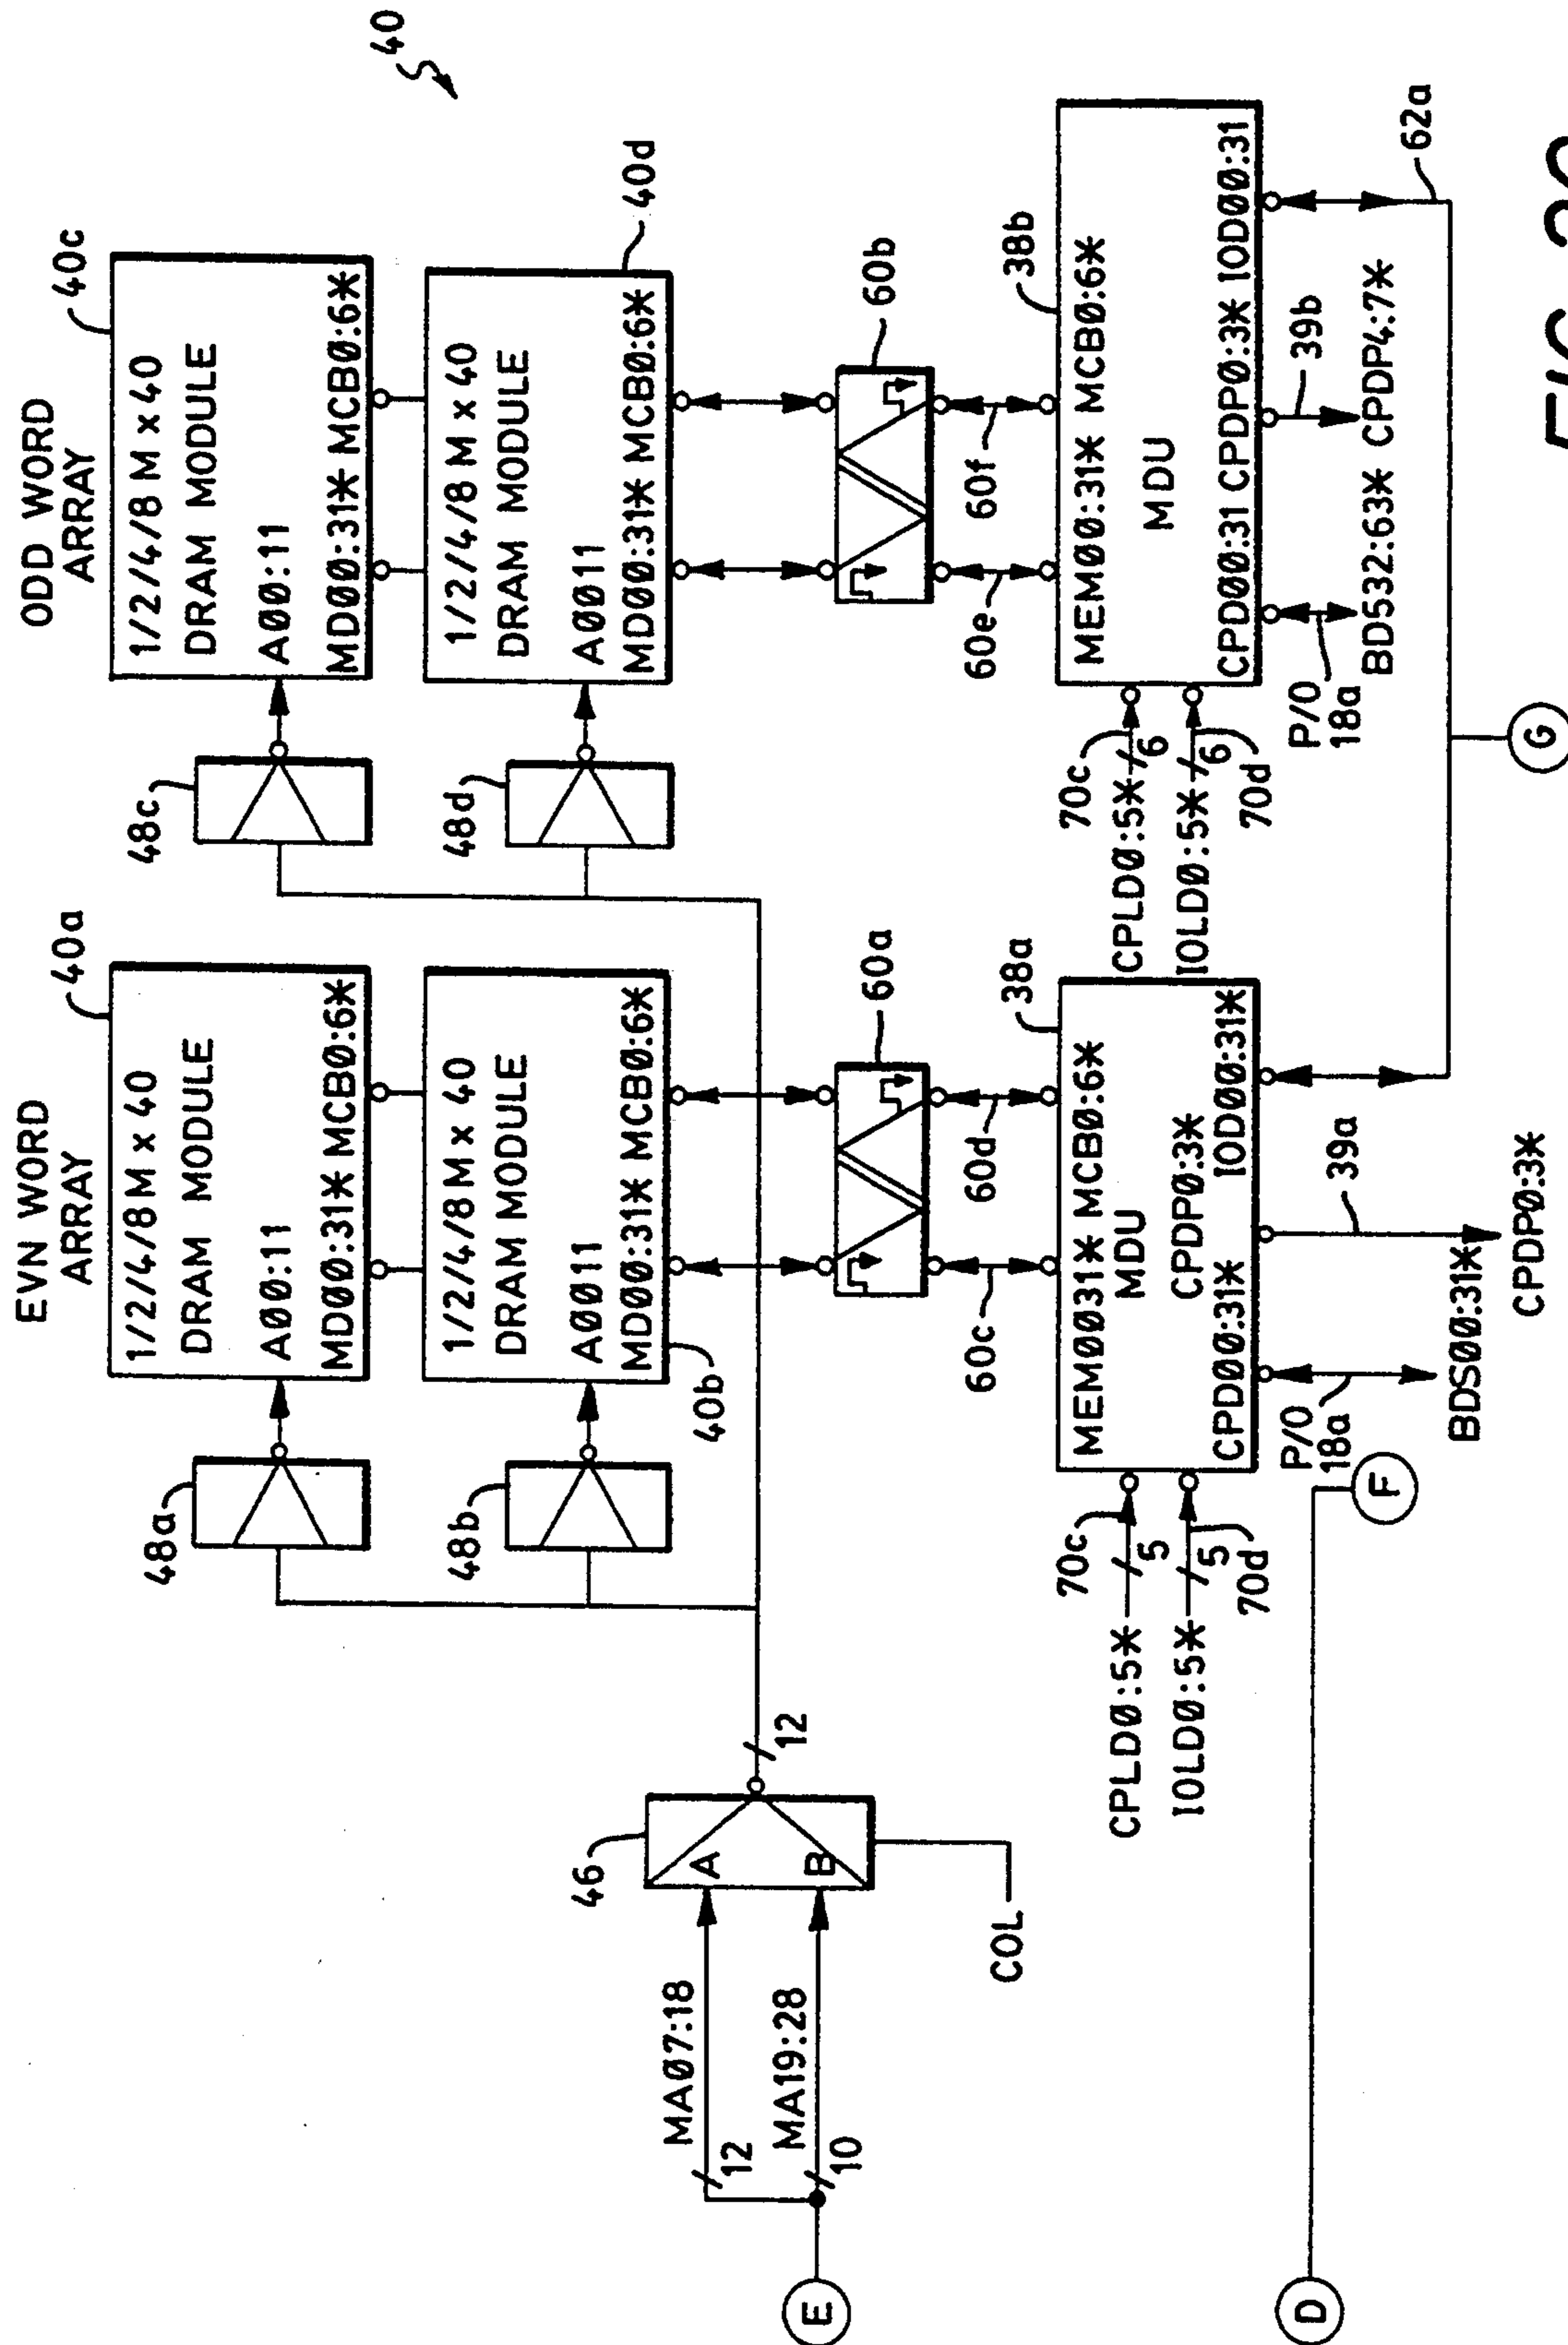 40
EVN WORD
ARRAY
ODD WORD
ARRAY
40a
1/2/4/8 M x 40
DRAM MODULE
A00:11
MD00:31* MCB0:6*
48a
40c
1/2/4/8 M x 40
DRAM MODULE
A00:11
MD00:31* MCB0:6*
48c
40b
1/2/4/8 M x 40
DRAM MODULE
A0011
MD00:31* MCB0:6*
48b
40d
1/2/4/8 M x 40
DRAM MODULE
A0011
MD00:31* MCB0:6*
48d
E
MA07:18
12
MA19:28
10
46
A
B
COL
12
60a
60b
60c
60d
60e
60f
38a
MEM0031* MCB0:6*
MDU
CPDP0:3*
CPD00:31*
IOD00:31*
CPLD0:5*
5
70c
IOLD0:5*
5
70d
38b
MEM00:31* MCB0:6*
MDU
CPD00:31 CPDP0:3* IOD00:31
CPLD0:5*
6
70c
IOLD0:5*
6
70d
P/O
18a
39a
BDS00:31*
CPDP0:3*
P/O
18a
39b
BD532:63* CPDP4:7*
62a
D
F
G